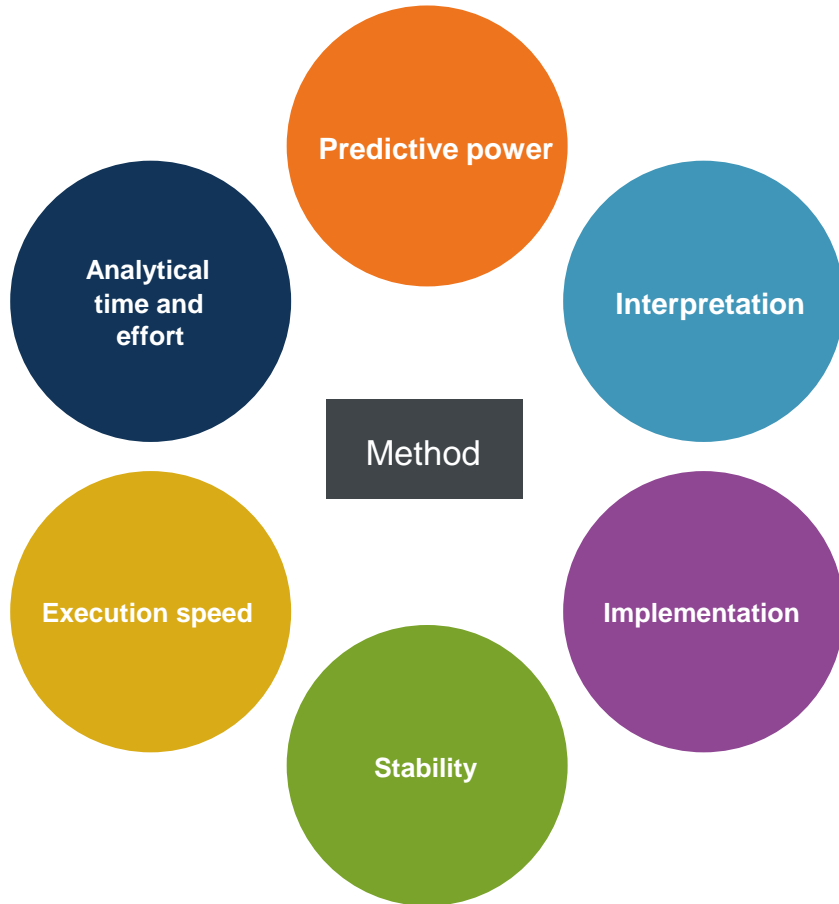 Predictive power
Analytical
time and
effort
Interpretation
Method
Execution speed
Implementation
Stability